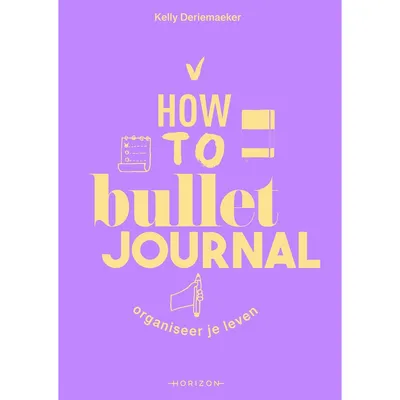 Kelly Deriemaeker
HOW
TO
bullet
JOURNAL
organiseer je leven
HORIZON